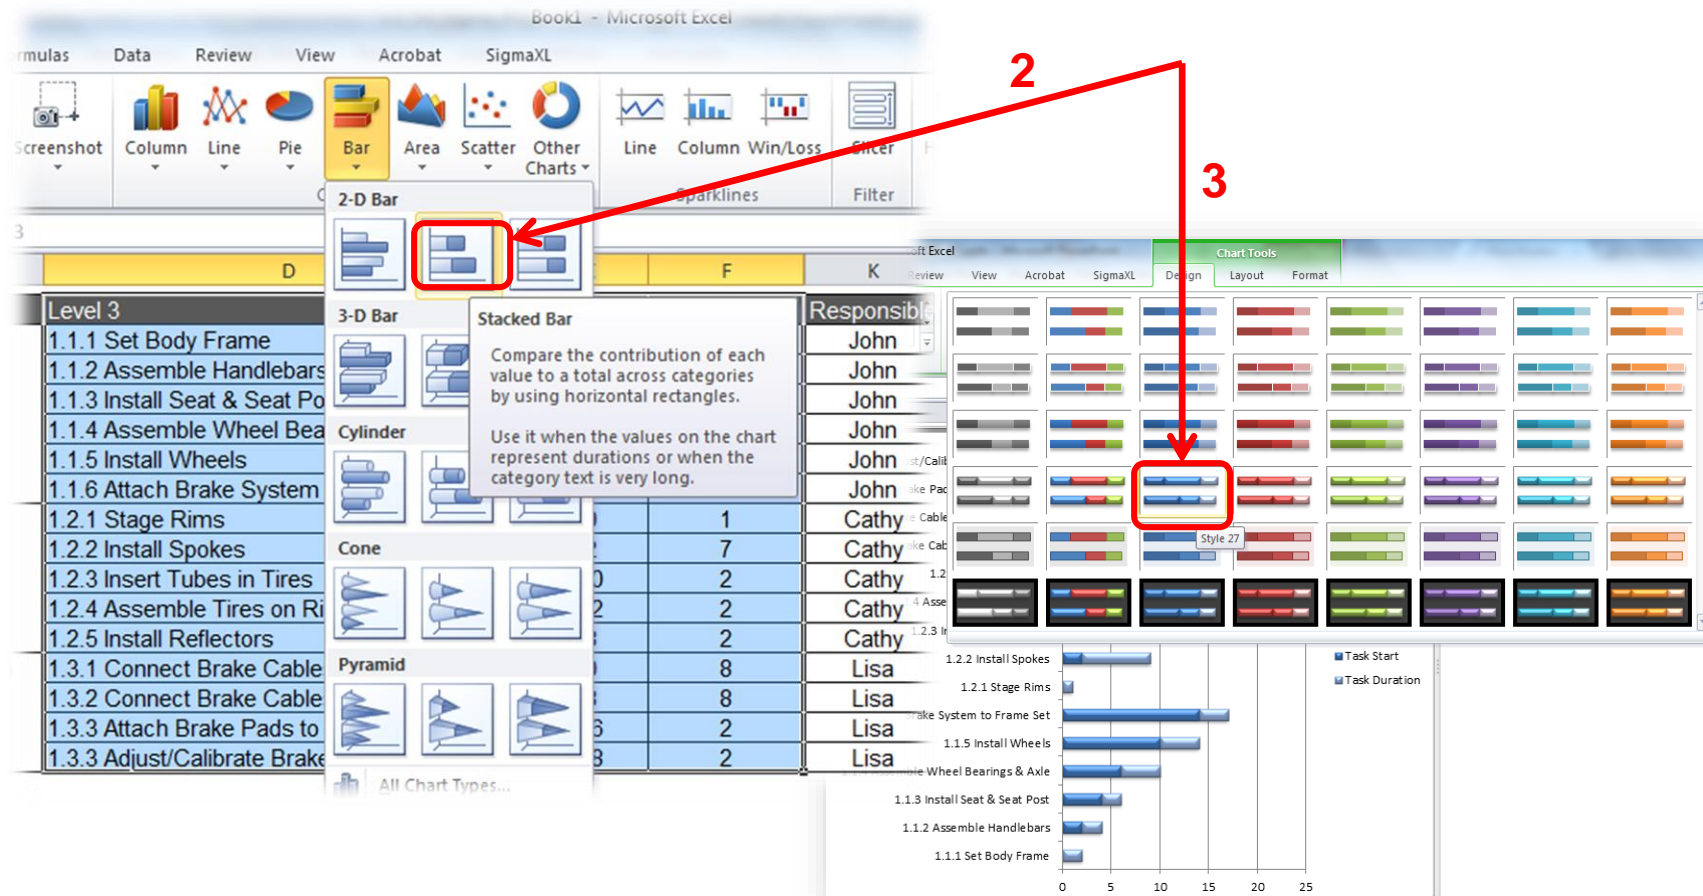 Book1 - Microsoft Excel
Data Review View Acrobat SigmaXL
Screenshot Column Line Pie Bar Area Scatter Other Charts Line Column Win/Loss Slicer
Sparklines Filter
2
3
2-D Bar
D F K
Level 3 Responsible
1.1.1 Set Body Frame John
1.1.2 Assemble Handlebars John
1.1.3 Install Seat & Seat Po John
1.1.4 Assemble Wheel Bea John
1.1.5 Install Wheels John
1.1.6 Attach Brake System John
1.2.1 Stage Rims 1 Cathy
1.2.2 Install Spokes 7 Cathy
1.2.3 Insert Tubes in Tires 2 Cathy
1.2.4 Assemble Tires on Ri 2 Cathy
1.2.5 Install Reflectors 2 Cathy
1.3.1 Connect Brake Cable 8 Lisa
1.3.2 Connect Brake Cable 8 Lisa
1.3.3 Attach Brake Pads to 2 Lisa
1.3.3 Adjust/Calibrate Brake 2 Lisa
3-D Bar
Cylinder
Cone
Pyramid
All Chart Types...
Stacked Bar
Compare the contribution of each
value to a total across categories
by using horizontal rectangles.
Use it when the values on the chart
represent durations or when the
category text is very long.
Excel
Chart Tools
View Acrobat SigmaXL Design Layout Format
Style 27
Task Start
Task Duration
1.2.2 Install Spokes
1.2.1 Stage Rims
System to Frame Set
1.1.5 Install Wheels
Wheel Bearings & Axle
1.1.3 Install Seat & Seat Post
1.1.2 Assemble Handlebars
1.1.1 Set Body Frame
0 5 10 15 20 25